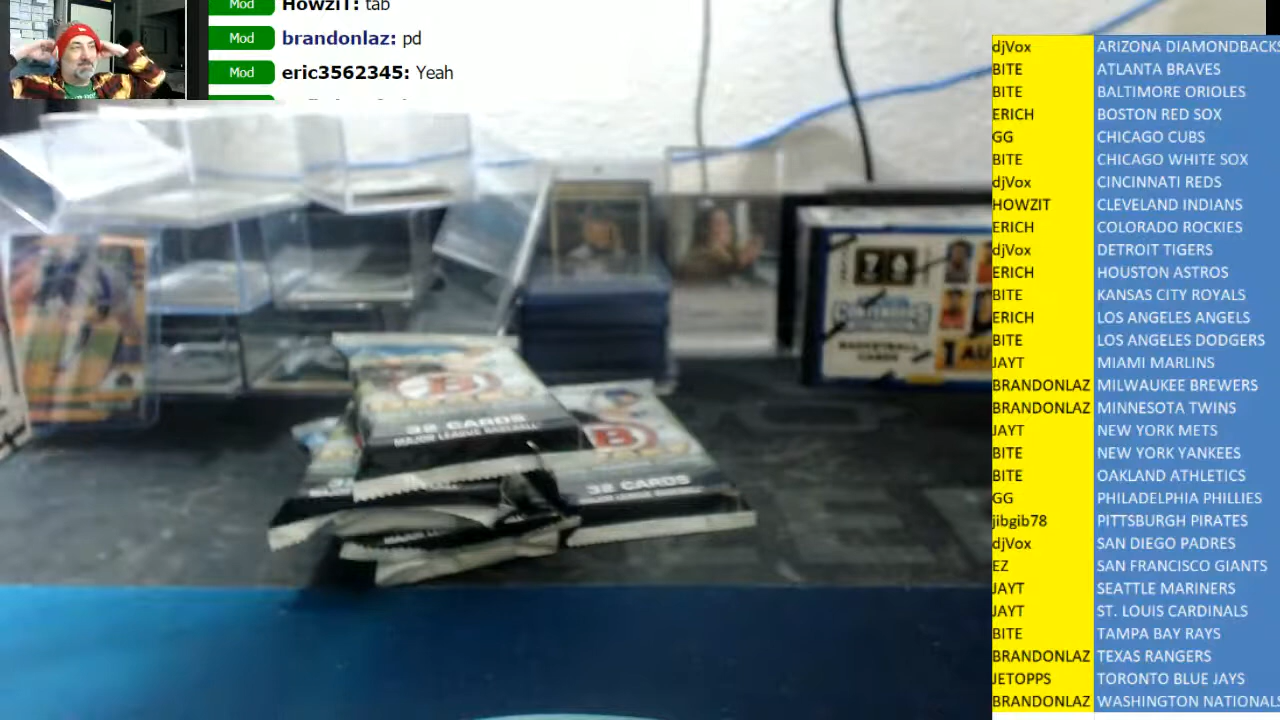 Mod HowziT: tab
Mod brandonlaz: pd
Mod eric3562345: Yeah
djVox ARIZONA DIAMONDBACKS
BITE ATLANTA BRAVES
BITE BALTIMORE ORIOLES
ERICH BOSTON RED SOX
GG CHICAGO CUBS
BITE CHICAGO WHITE SOX
djVox CINCINNATI REDS
HOWZIT CLEVELAND INDIANS
ERICH COLORADO ROCKIES
djVox DETROIT TIGERS
ERICH HOUSTON ASTROS
BITE KANSAS CITY ROYALS
ERICH LOS ANGELES ANGELS
BITE LOS ANGELES DODGERS
JAYT MIAMI MARLINS
BRANDONLAZ MILWAUKEE BREWERS
BRANDONLAZ MINNESOTA TWINS
JAYT NEW YORK METS
BITE NEW YORK YANKEES
BITE OAKLAND ATHLETICS
GG PHILADELPHIA PHILLIES
jibgib78 PITTSBURGH PIRATES
djVox SAN DIEGO PADRES
EZ SAN FRANCISCO GIANTS
JAYT SEATTLE MARINERS
JAYT ST. LOUIS CARDINALS
BITE TAMPA BAY RAYS
BRANDONLAZ TEXAS RANGERS
JETOPPS TORONTO BLUE JAYS
BRANDONLAZ WASHINGTON NATIONALS
CONTENDERS
BASKETBALL CARDS
1 AU
B
32 CARDS
MAJOR LEAGUE BASEBALL
B
32 CARDS